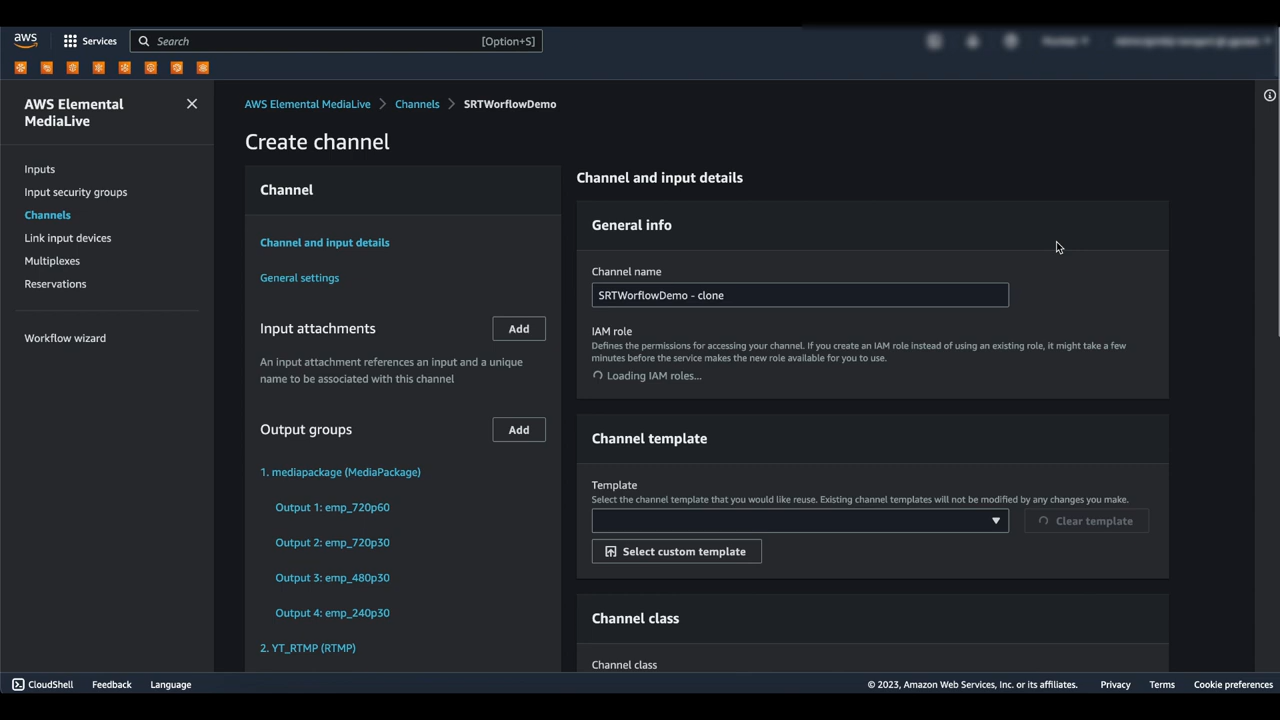 aws
Services
Search
[Option+S]
AWS Elemental
MediaLive
Inputs
Input security groups
Channels
Link input devices
Multiplexes
Reservations
Workflow wizard
AWS Elemental MediaLive
Channels
SRTWorflowDemo
Create channel
Channel
Channel and input details
General settings
Input attachments
Add
An input attachment references an input and a unique
name to be associated with this channel
Output groups
Add
1. mediapackage (MediaPackage)
Output 1: emp_720p60
Output 2: emp_720p30
Output 3: emp_480p30
Output 4: emp_240p30
2. YT_RTMP (RTMP)
Channel and input details
General info
Channel name
SRTWorflowDemo - clone
IAM role
Defines the permissions for accessing your channel. If you create an IAM role instead of using an existing role, it might take a few
minutes before the service makes the new role available for you to use.
Loading IAM roles...
Channel template
Template
Select the channel template that you would like reuse. Existing channel templates will not be modified by any changes you make.
Clear template
Select custom template
Channel class
Channel class
CloudShell
Feedback
Language
© 2023, Amazon Web Services, Inc. or its affiliates.
Privacy
Terms
Cookie preferences